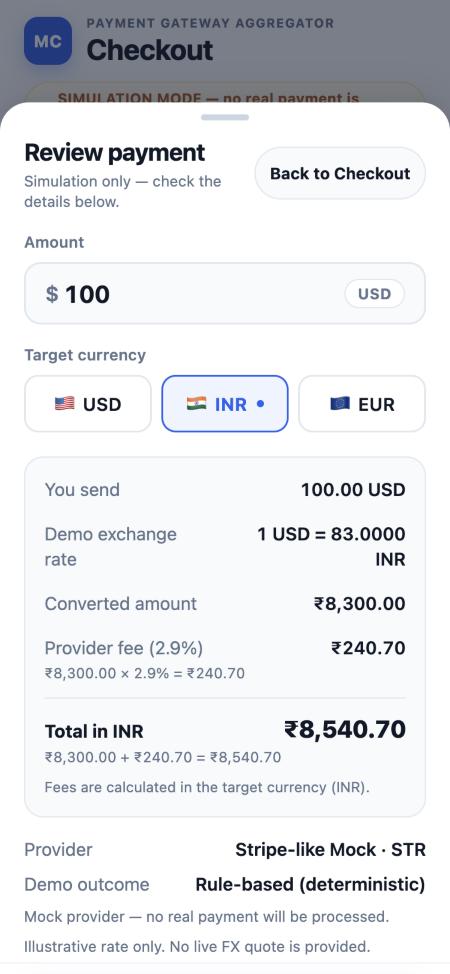 MC
PAYMENT GATEWAY AGGREGATOR
Checkout
SIMULATION MODE — no real payment is
Review payment
Simulation only — check the
details below.
Back to Checkout
Amount
$ 100
USD
Target currency
🇺🇸 USD
🇮🇳 INR •
🇪🇺 EUR
You send 100.00 USD
Demo exchange 1 USD = 83.0000
rate INR
Converted amount ₹8,300.00
Provider fee (2.9%) ₹240.70
₹8,300.00 × 2.9% = ₹240.70
Total in INR ₹8,540.70
₹8,300.00 + ₹240.70 = ₹8,540.70
Fees are calculated in the target currency (INR).
Provider Stripe-like Mock · STR
Demo outcome Rule-based (deterministic)
Mock provider — no real payment will be processed.
Illustrative rate only. No live FX quote is provided.